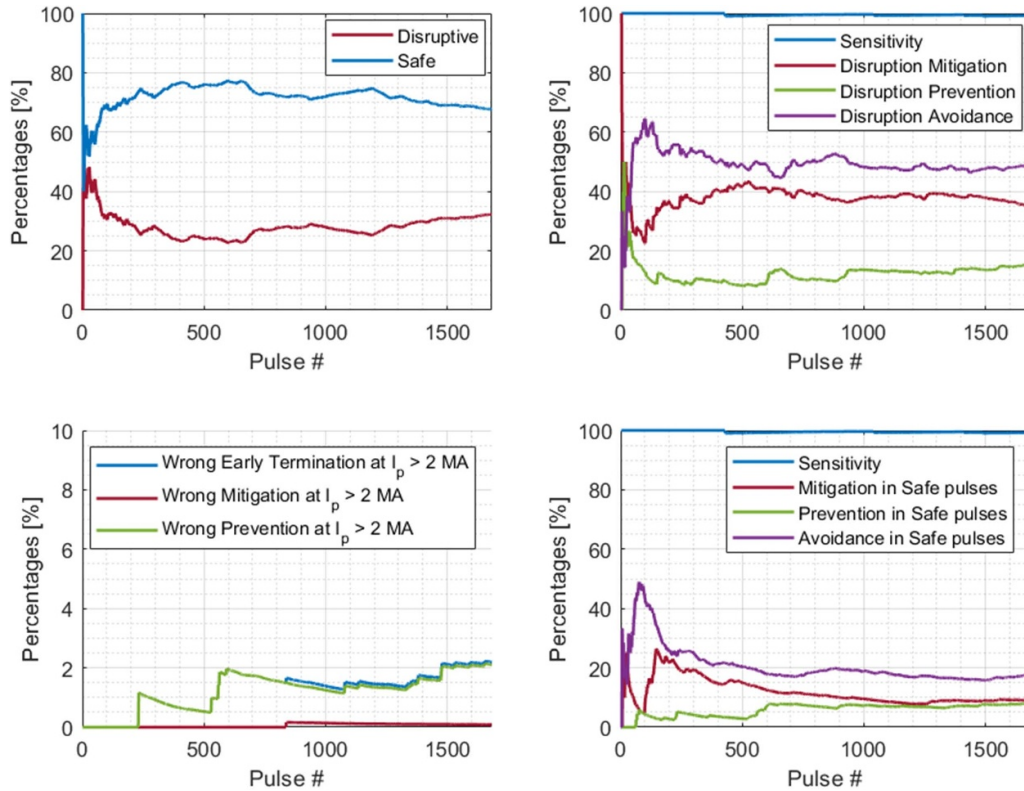 100
80
60
40
20
0
Percentages [%]
Disruptive
Safe
0 500 1000 1500
Pulse #
100
80
60
40
20
0
Percentages [%]
Sensitivity
Disruption Mitigation
Disruption Prevention
Disruption Avoidance
0 500 1000 1500
Pulse #
10
8
6
4
2
0
Percentages [%]
Wrong Early Termination at Ip > 2 MA
Wrong Mitigation at Ip > 2 MA
Wrong Prevention at Ip > 2 MA
0 500 1000 1500
Pulse #
100
80
60
40
20
0
Percentages [%]
Sensitivity
Mitigation in Safe pulses
Prevention in Safe pulses
Avoidance in Safe pulses
0 500 1000 1500
Pulse #